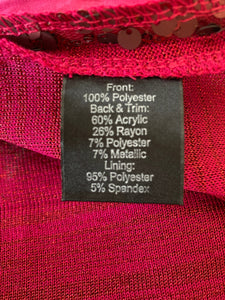 Front:
100% Polyester
Back & Trim:
60% Acrylic
26% Rayon
7% Polyester
7% Metallic
Lining:
95% Polyester
5% Spandex